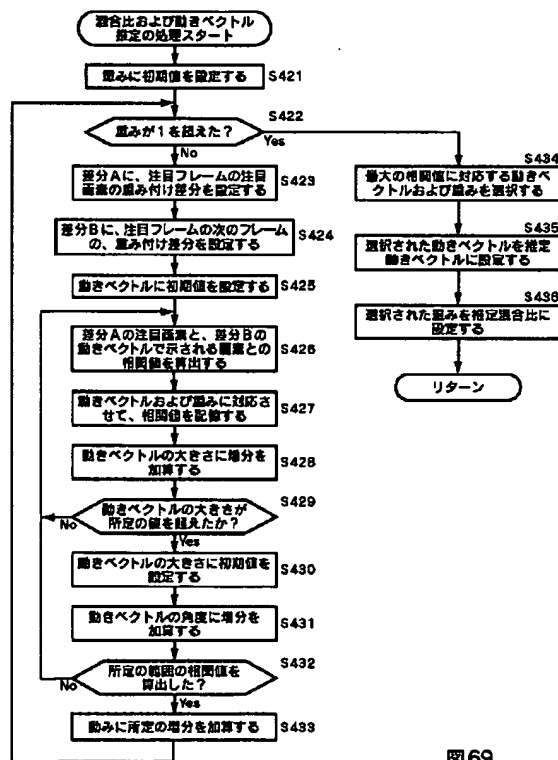 混合比および動きベクトル
推定の処理スタート
重みに初期値を設定する
S421
S422
重みが1を超えた?
Yes
No
差分Aに、注目フレームの注目
画素の重み付け差分を設定する
S423
差分Bに、注目フレームの次のフレーム
の、重み付け差分を設定する
S424
動きベクトルに初期値を設定する
S425
差分Aの注目画素と、差分Bの
動きベクトルで示される画素との
相関値を算出する
S426
動きベクトルおよび重みに対応
させて、相関値を記憶する
S427
動きベクトルの大きさに増分を
加算する
S428
動きベクトルの大きさが
所定の値を超えたか?
S429
No
Yes
動きベクトルの大きさに初期値を
設定する
S430
動きベクトルの角度に増分を
加算する
S431
所定の範囲の相関値を
算出した?
S432
No
Yes
動みに所定の増分を加算する
S433
S434
最大の相関値に対応する動きベ
クトルおよび重みを選択する
S435
選択された動きベクトルを推定
動きベクトルに設定する
S436
選択された重みを推定混合比に
設定する
リターン
図69